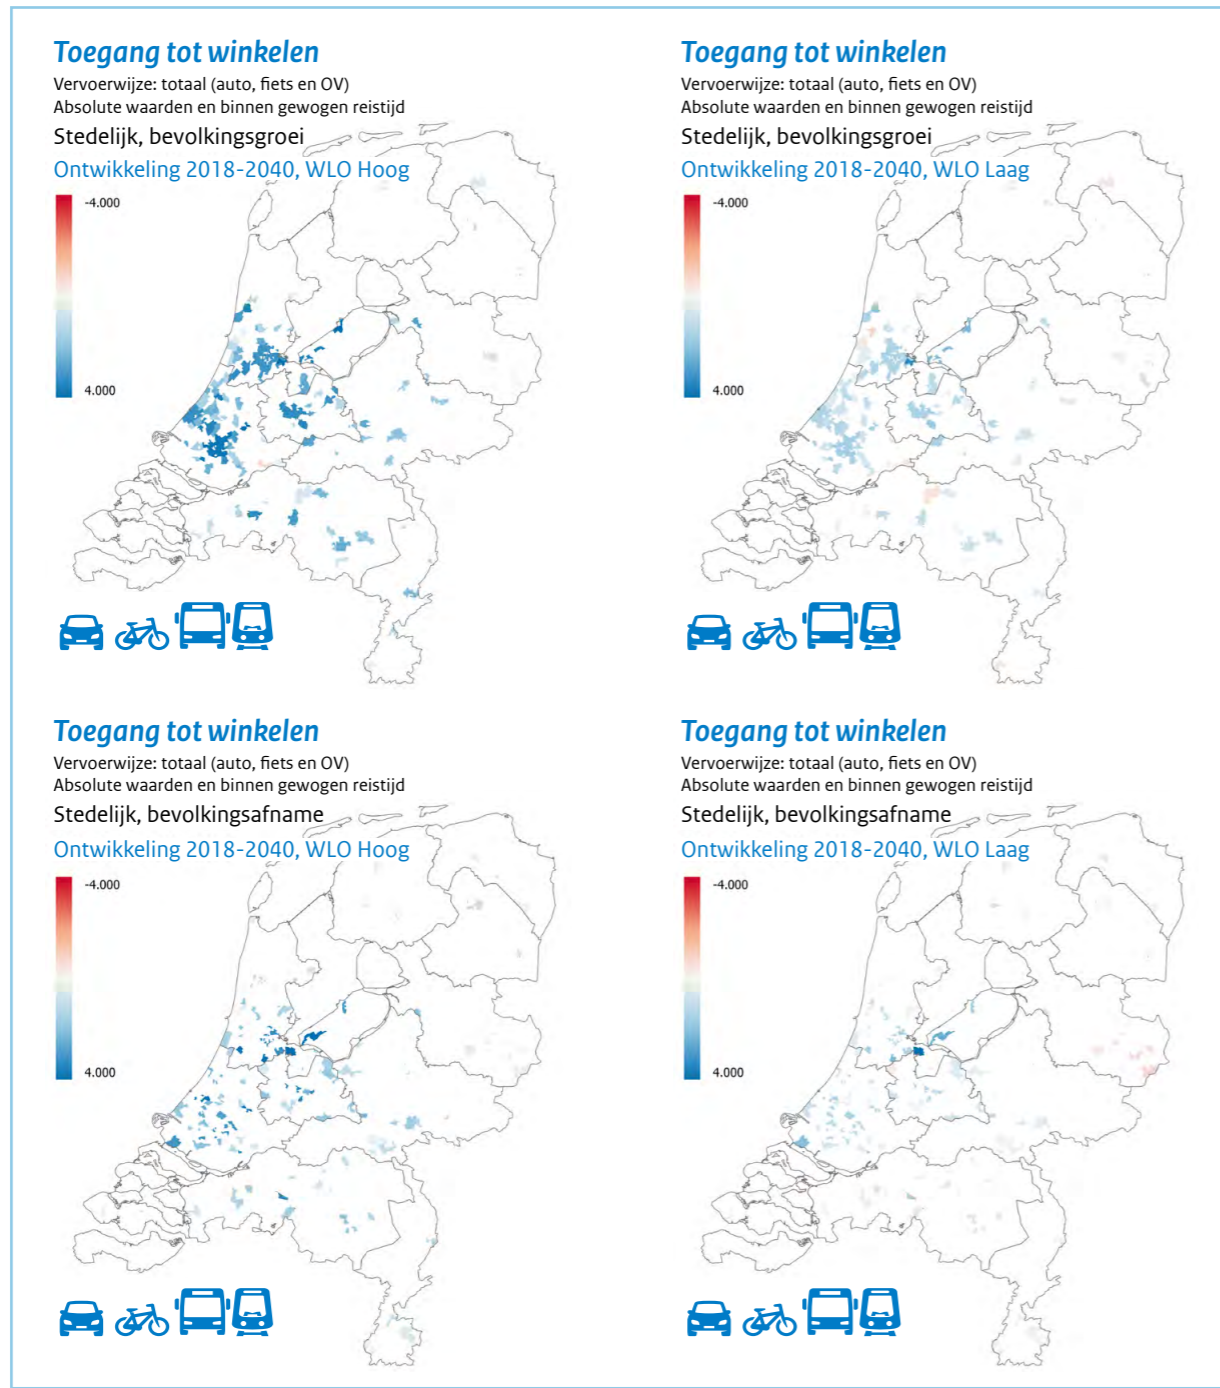 Toegang tot winkelen
Vervoerwijze: totaal (auto, fiets en OV)
Absolute waarden en binnen gewogen reistijd
Stedelijk, bevolkingsgroei
Ontwikkeling 2018-2040, WLO Hoog
-4.000
4.000
Toegang tot winkelen
Vervoerwijze: totaal (auto, fiets en OV)
Absolute waarden en binnen gewogen reistijd
Stedelijk, bevolkingsgroei
Ontwikkeling 2018-2040, WLO Laag
-4.000
4.000
Toegang tot winkelen
Vervoerwijze: totaal (auto, fiets en OV)
Absolute waarden en binnen gewogen reistijd
Stedelijk, bevolkingsafname
Ontwikkeling 2018-2040, WLO Hoog
-4.000
4.000
Toegang tot winkelen
Vervoerwijze: totaal (auto, fiets en OV)
Absolute waarden en binnen gewogen reistijd
Stedelijk, bevolkingsafname
Ontwikkeling 2018-2040, WLO Laag
-4.000
4.000